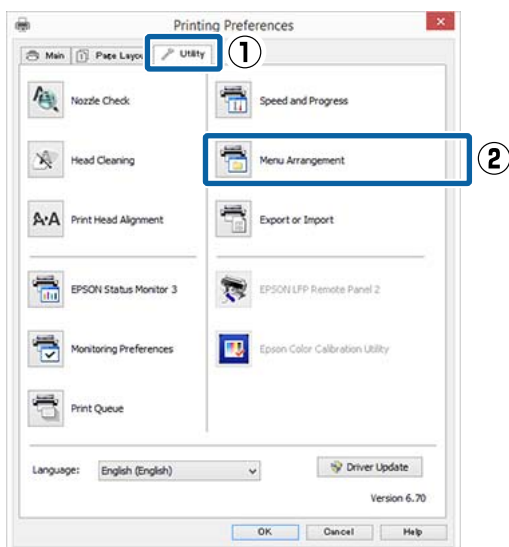 Printing Preferences
Main
Page Layou
Utility
1
2
Nozzle Check
Speed and Progress
Head Cleaning
Menu Arrangement
A·A
Print Head Alignment
Export or Import
EPSON Status Monitor 3
EPSON LFP Remote Panel 2
Monitoring Preferences
Epson Color Calibration Utility
Print Queue
Language:
English (English)
Driver Update
Version 6.70
OK
Cancel
Help